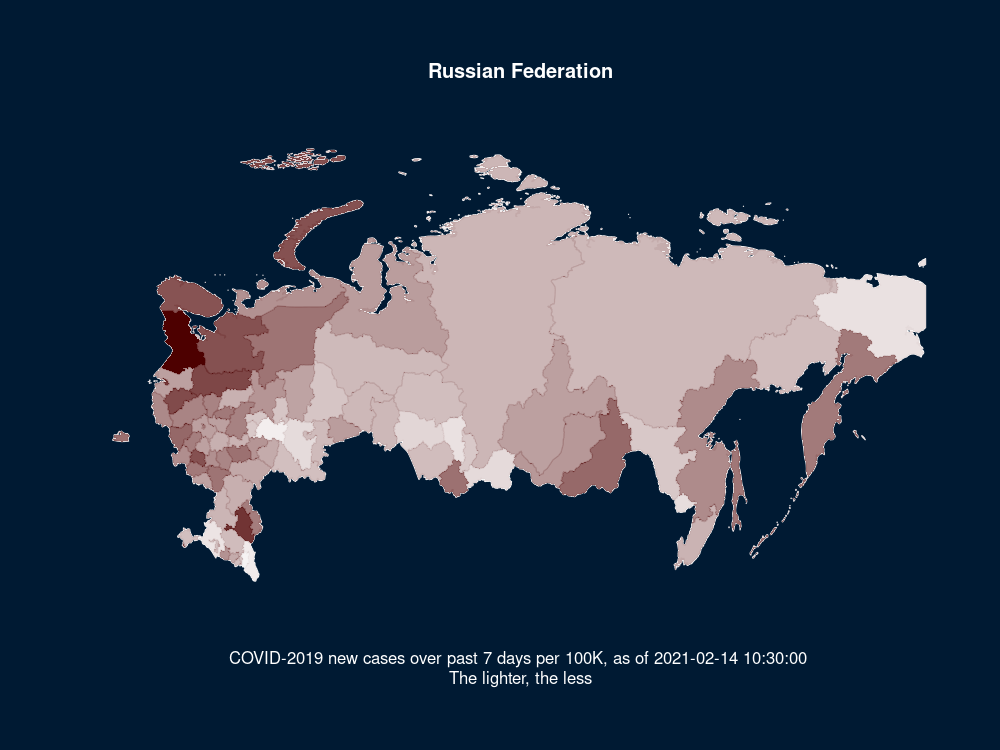 Russian Federation
COVID-2019 new cases over past 7 days per 100K, as of 2021-02-14 10:30:00
The lighter, the less